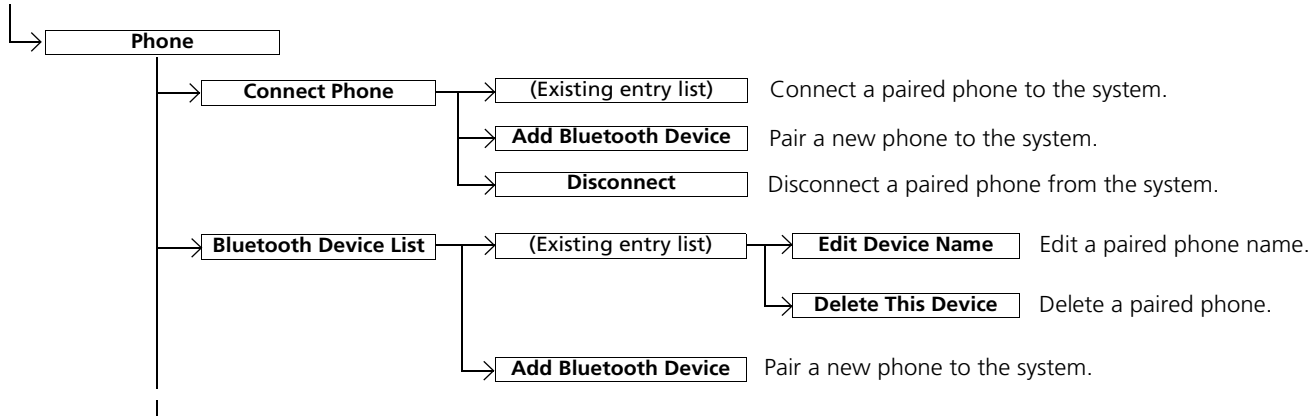 Phone
Connect Phone
(Existing entry list)
Connect a paired phone to the system.
Add Bluetooth Device
Pair a new phone to the system.
Disconnect
Disconnect a paired phone from the system.
Bluetooth Device List
(Existing entry list)
Edit Device Name
Edit a paired phone name.
Delete This Device
Delete a paired phone.
Add Bluetooth Device
Pair a new phone to the system.